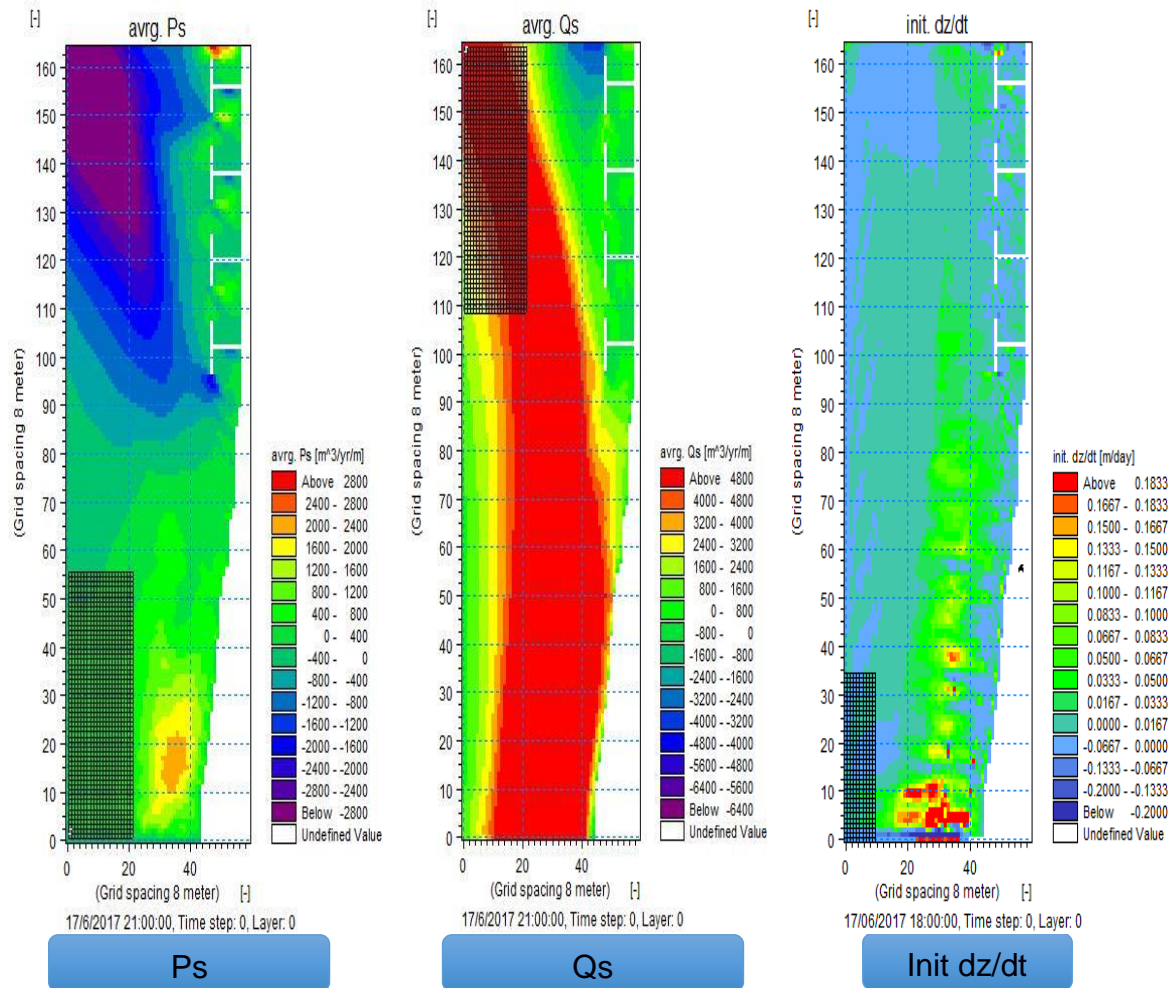 [-]
avrg. Ps
160
150
140
130
120
110
100
90
80
70
60
50
40
30
20
10
0
(Grid spacing 8 meter)
0 20 40
(Grid spacing 8 meter) [-]
17/6/2017 21:00:00, Time step: 0, Layer: 0
avrg. Ps [m^3/yr/m]
Above 2800
2400 - 2800
2000 - 2400
1600 - 2000
1200 - 1600
800 - 1200
400 - 800
0 - 400
-400 - 0
-800 - -400
-1200 - -800
-1600 - -1200
-2000 - -1600
-2400 - -2000
-2800 - -2400
Below -2800
Undefined Value
Ps
[-]
avrg. Qs
160
150
140
130
120
110
100
90
80
70
60
50
40
30
20
10
0
(Grid spacing 8 meter)
0 20 40
(Grid spacing 8 meter) [-]
17/6/2017 21:00:00, Time step: 0, Layer: 0
avrg. Qs [m^3/yr/m]
Above 4800
4000 - 4800
3200 - 4000
2400 - 3200
1600 - 2400
800 - 1600
0 - 800
-800 - 0
-1600 - -800
-2400 - -1600
-3200 - -2400
-4000 - -3200
-4800 - -4000
-5600 - -4800
-6400 - -5600
Below -6400
Undefined Value
Qs
[-]
init. dz/dt
160
150
140
130
120
110
100
90
80
70
60
50
40
30
20
10
0
(Grid spacing 8 meter)
0 20 40
(Grid spacing 8 meter) [-]
17/06/2017 18:00:00, Time step: 0, Layer: 0
init. dz/dt [m/day]
Above 0.1833
0.1667 - 0.1833
0.1500 - 0.1667
0.1333 - 0.1500
0.1167 - 0.1333
0.1000 - 0.1167
0.0833 - 0.1000
0.0667 - 0.0833
0.0500 - 0.0667
0.0333 - 0.0500
0.0167 - 0.0333
0.0000 - 0.0167
-0.0667 - 0.0000
-0.1333 - -0.0667
-0.2000 - -0.1333
Below -0.2000
Undefined Value
Init dz/dt